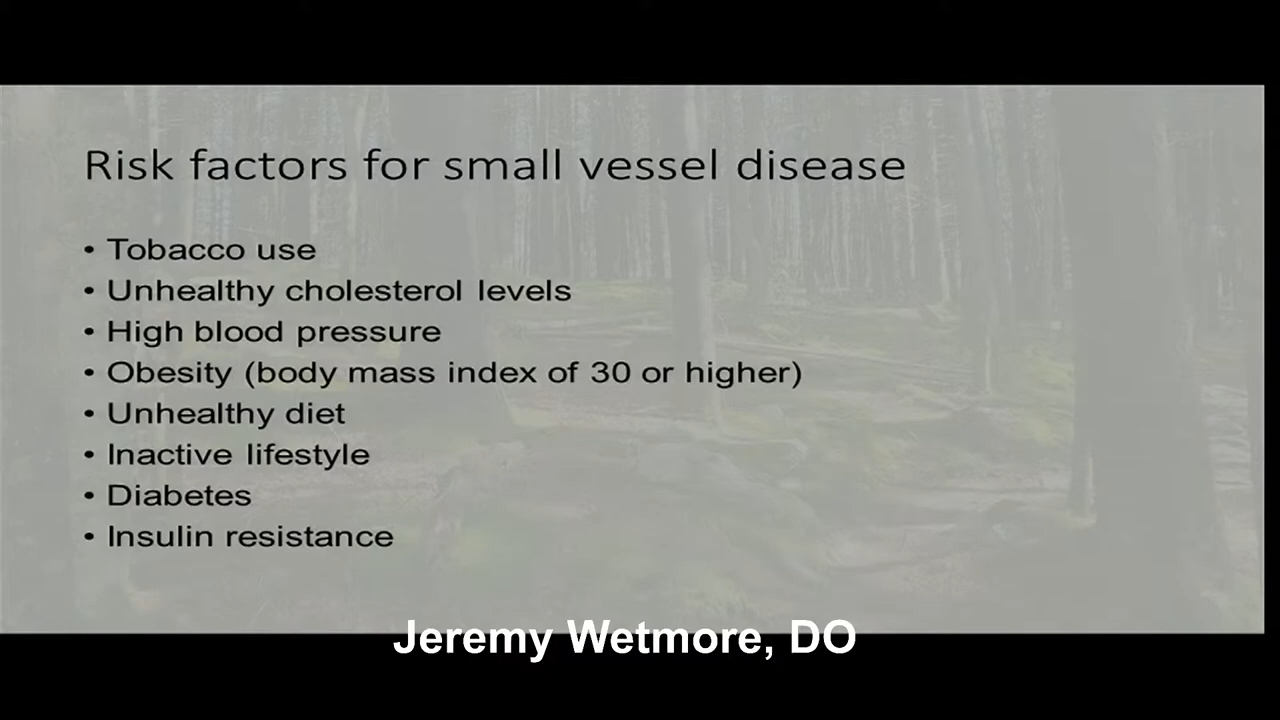 Risk factors for small vessel disease
• Tobacco use
• Unhealthy cholesterol levels
• High blood pressure
• Obesity (body mass index of 30 or higher)
• Unhealthy diet
• Inactive lifestyle
• Diabetes
• Insulin resistance
Jeremy Wetmore, DO